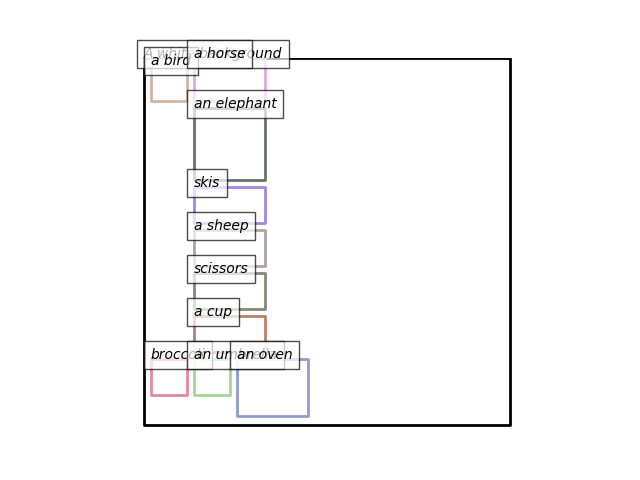 A white background
a horse
a bird
an elephant
skis
a sheep
scissors
a cup
broccoli
an umbrella
an oven